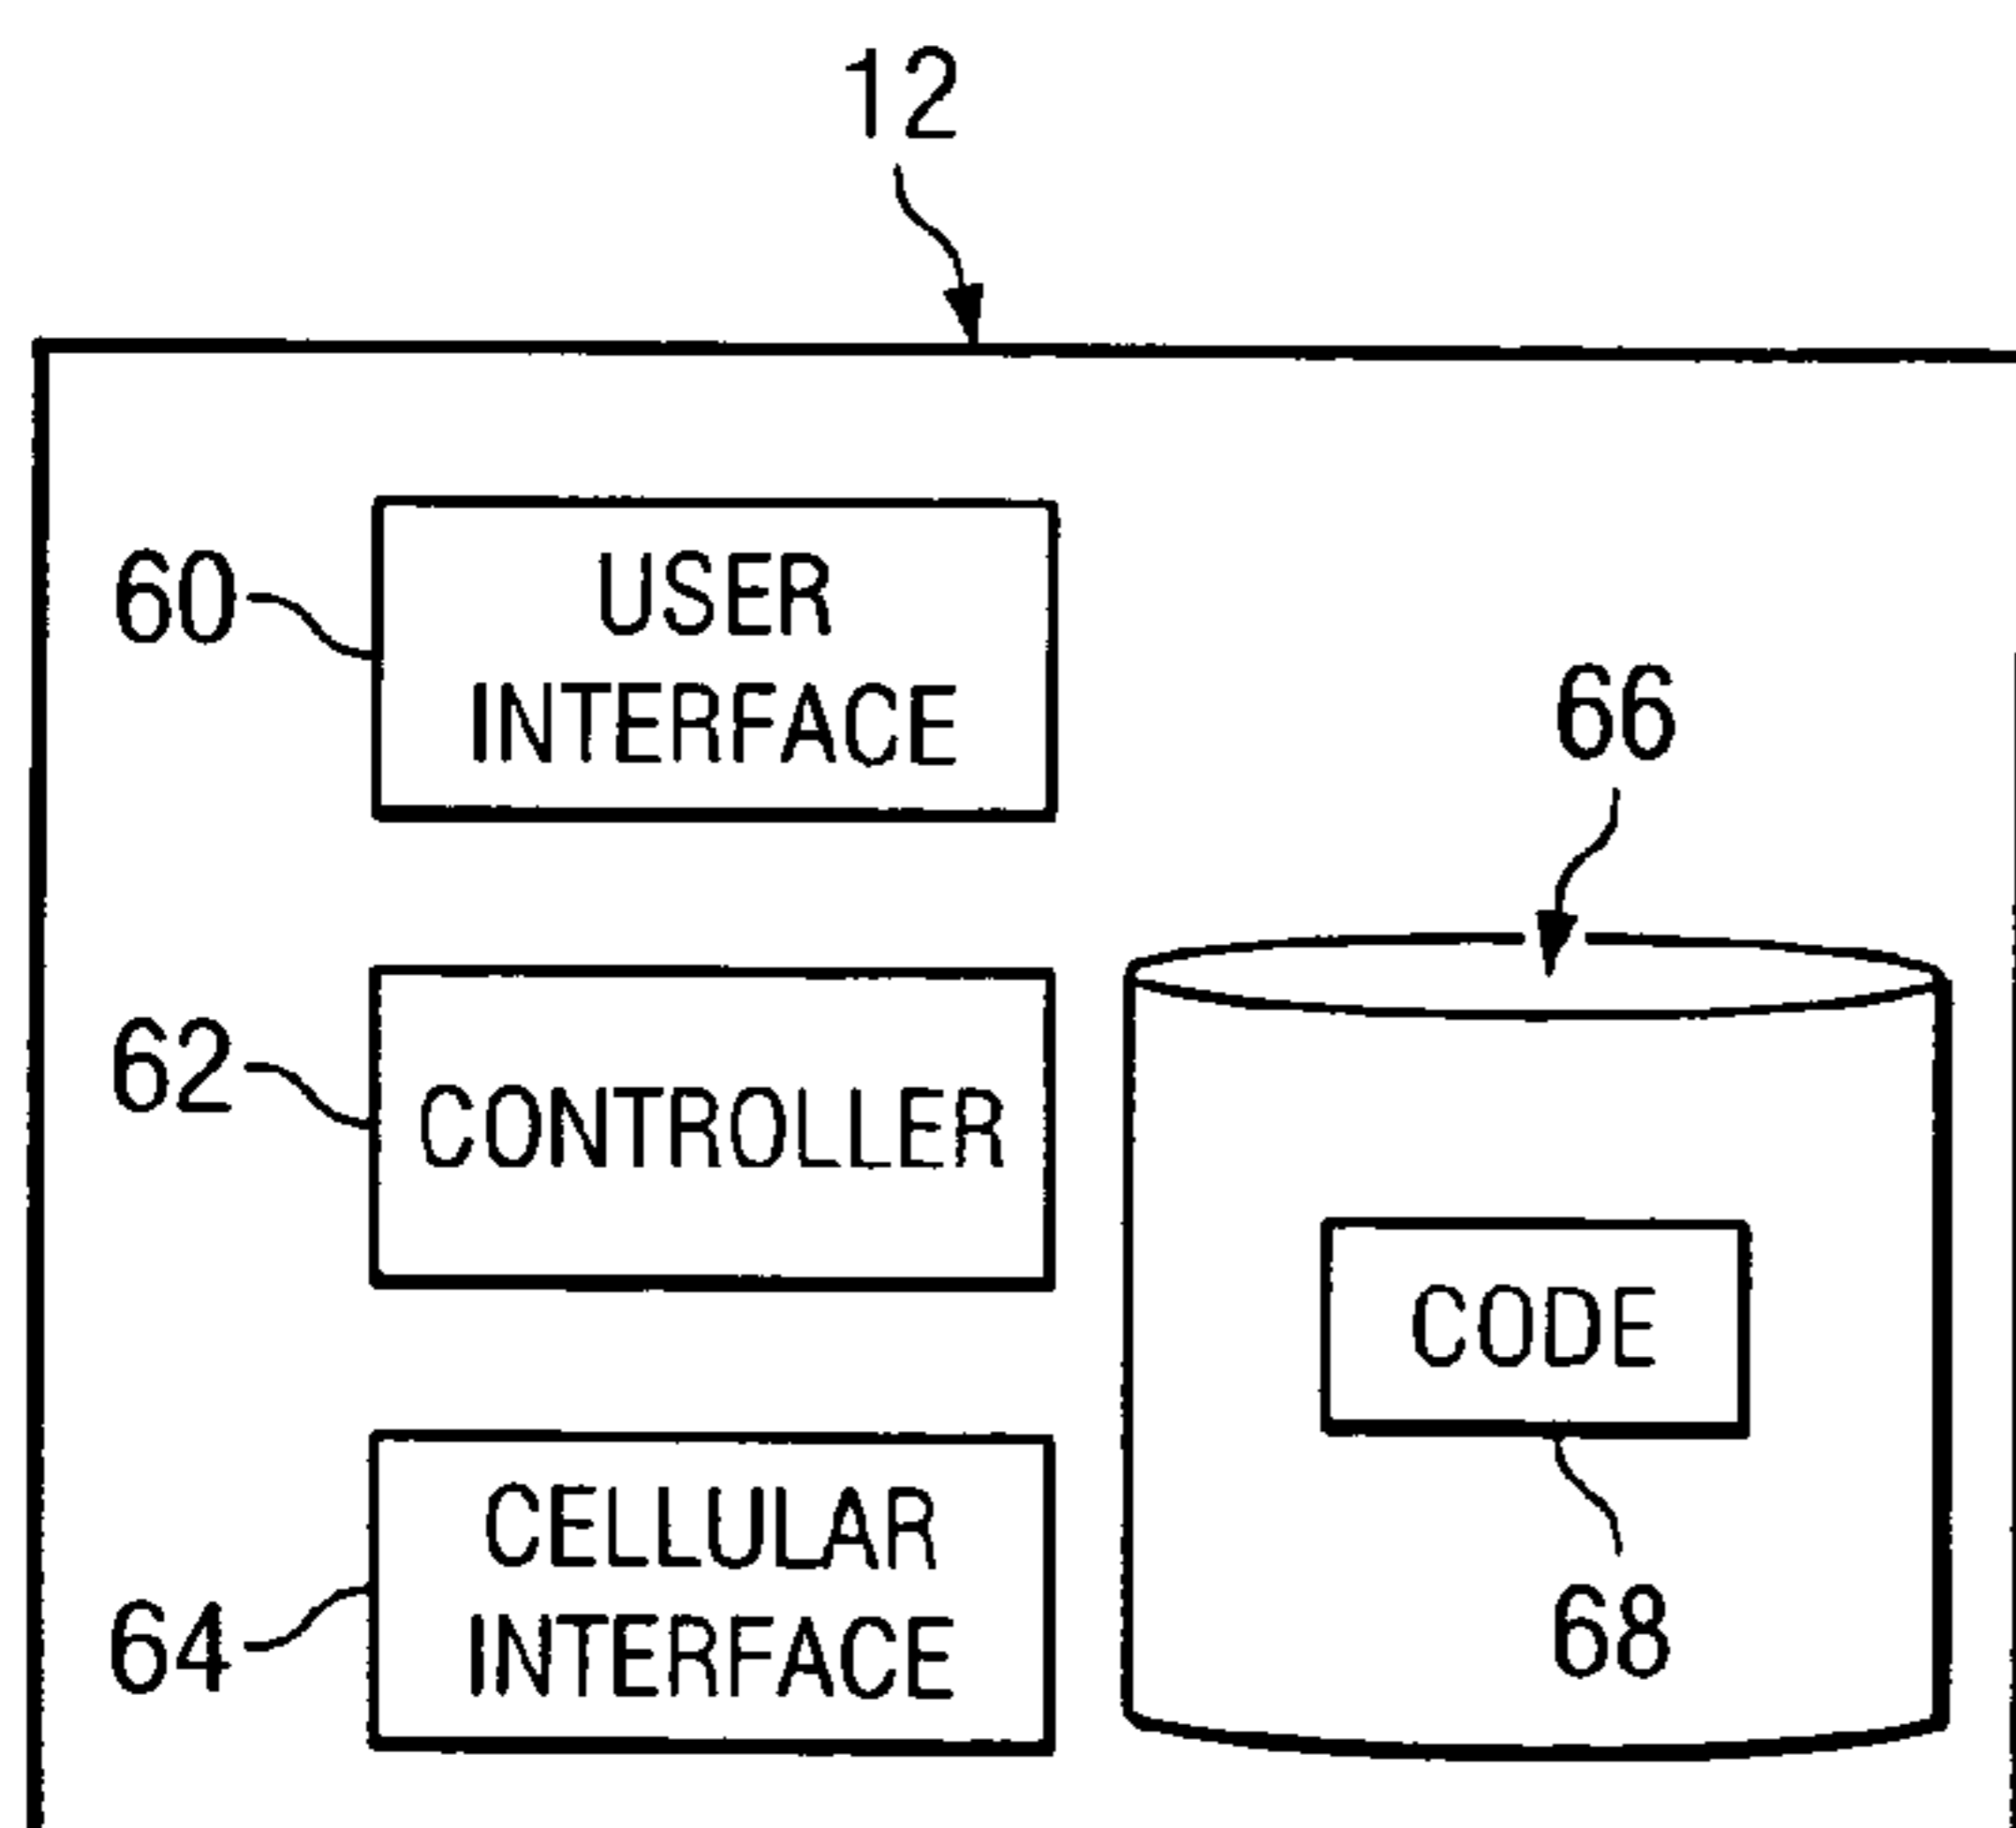 12
60
USER
INTERFACE
66
62
CONTROLLER
CODE
CELLULAR
64
INTERFACE
68